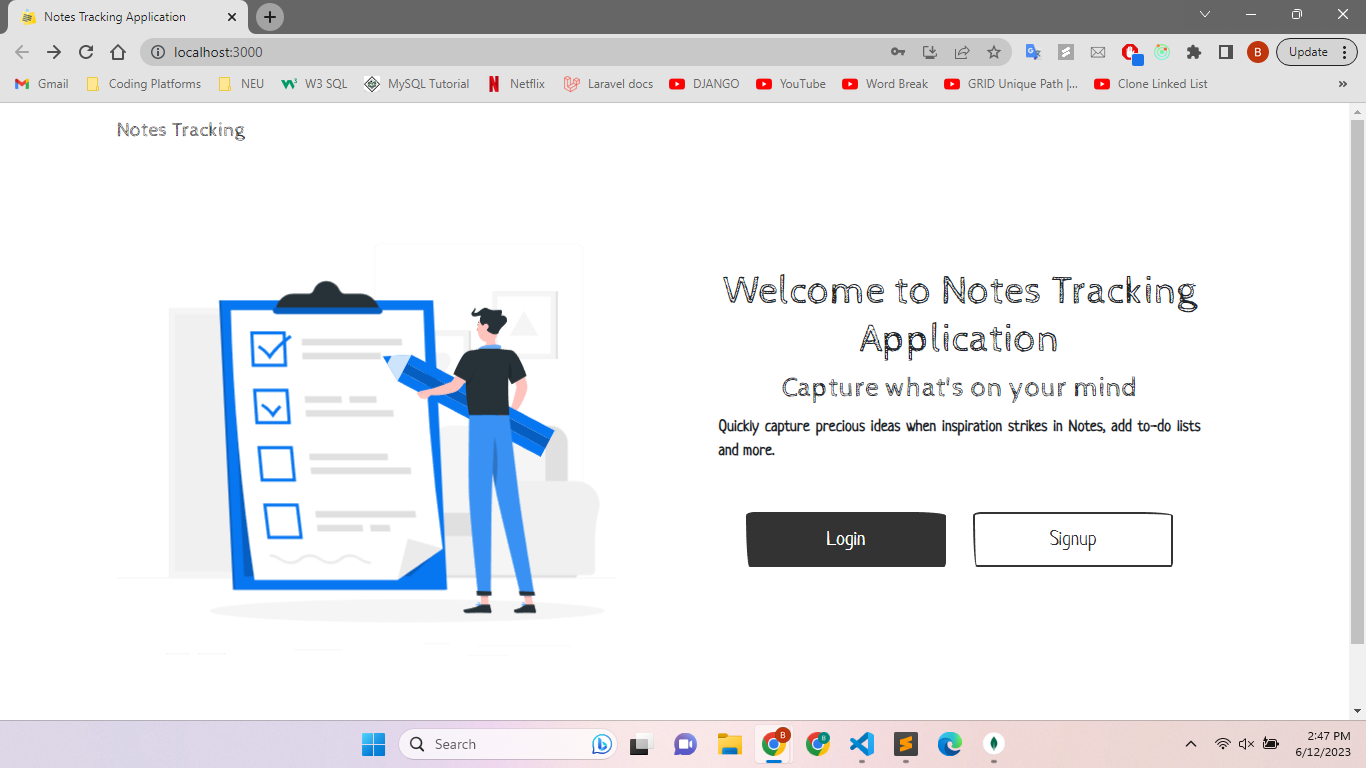 Notes Tracking Application
localhost:3000
B
Update
Gmail
Coding Platforms
NEU
W3 SQL
MySQL Tutorial
Netflix
Laravel docs
DJANGO
YouTube
Word Break
GRID Unique Path |...
Clone Linked List
»
Notes Tracking
Welcome to Notes Tracking
Application
Capture what's on your mind
Quickly capture precious ideas when inspiration strikes in Notes, add to-do lists
and more.
Login
Signup
Search
B
B
2:47 PM
6/12/2023